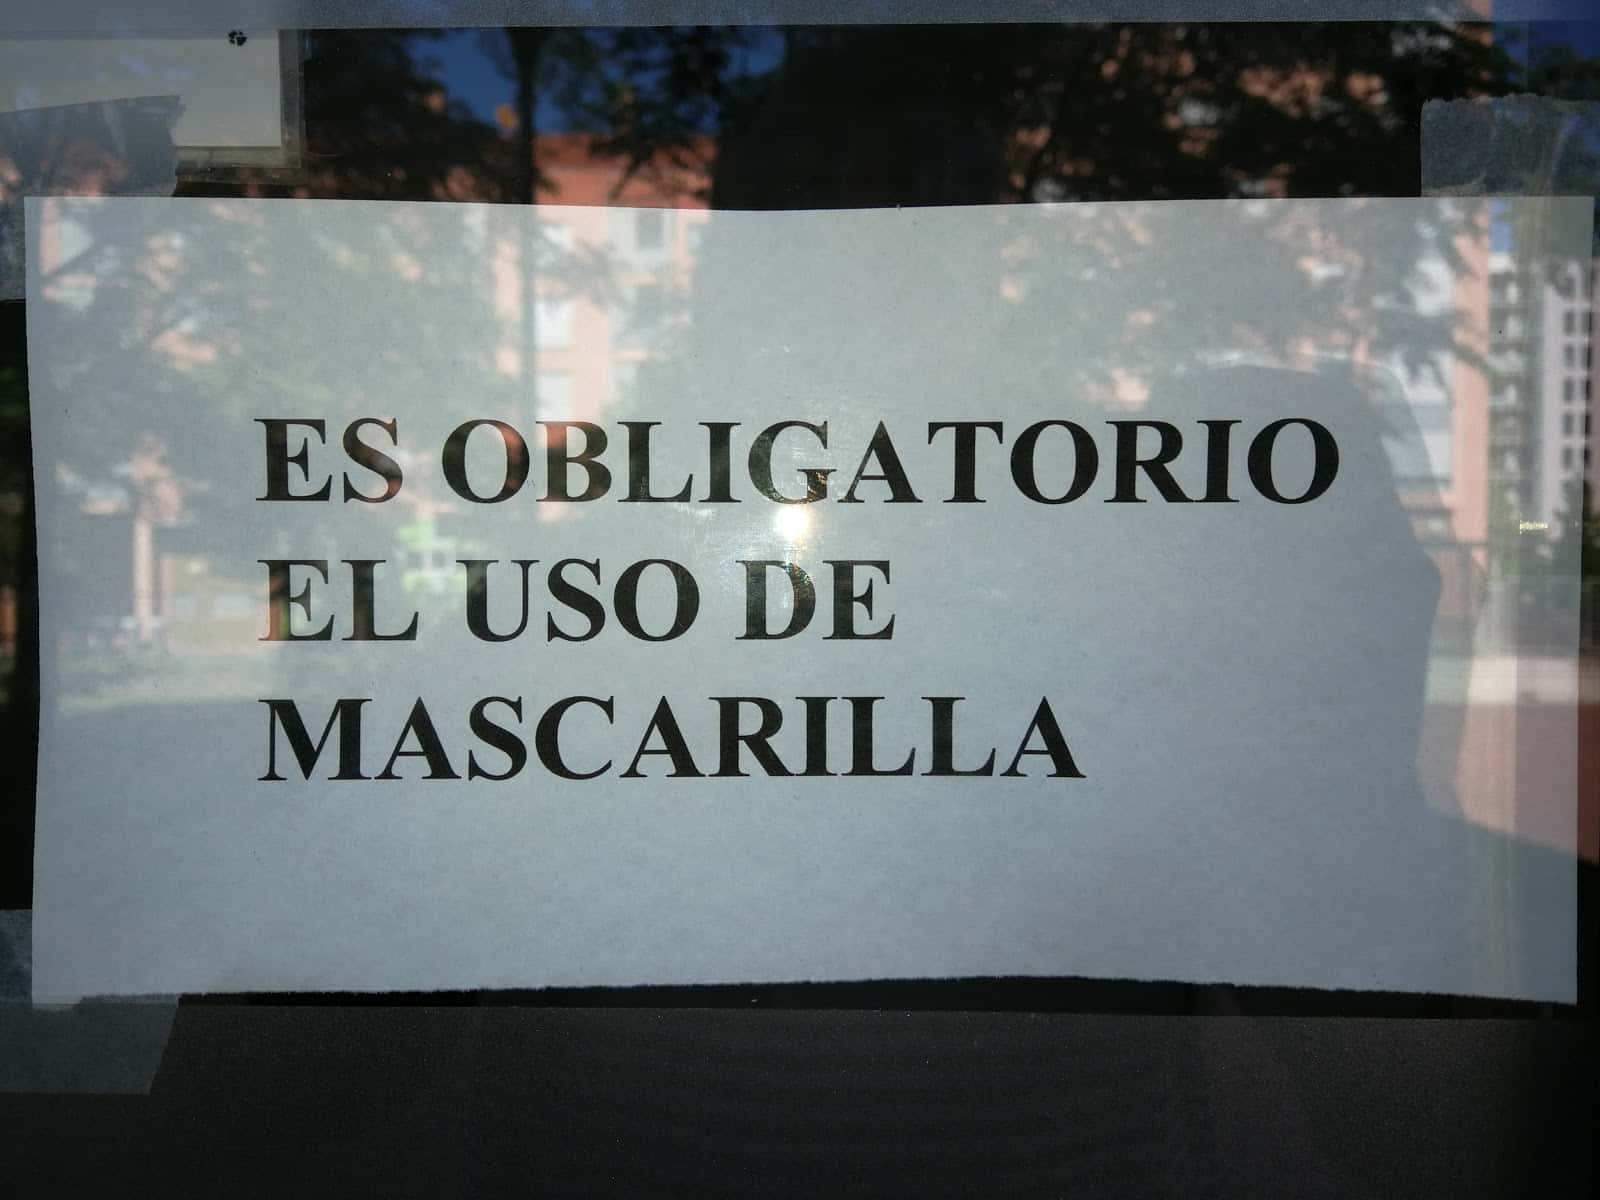 ES OBLIGATORIO
EL USO DE
MASCARILLA